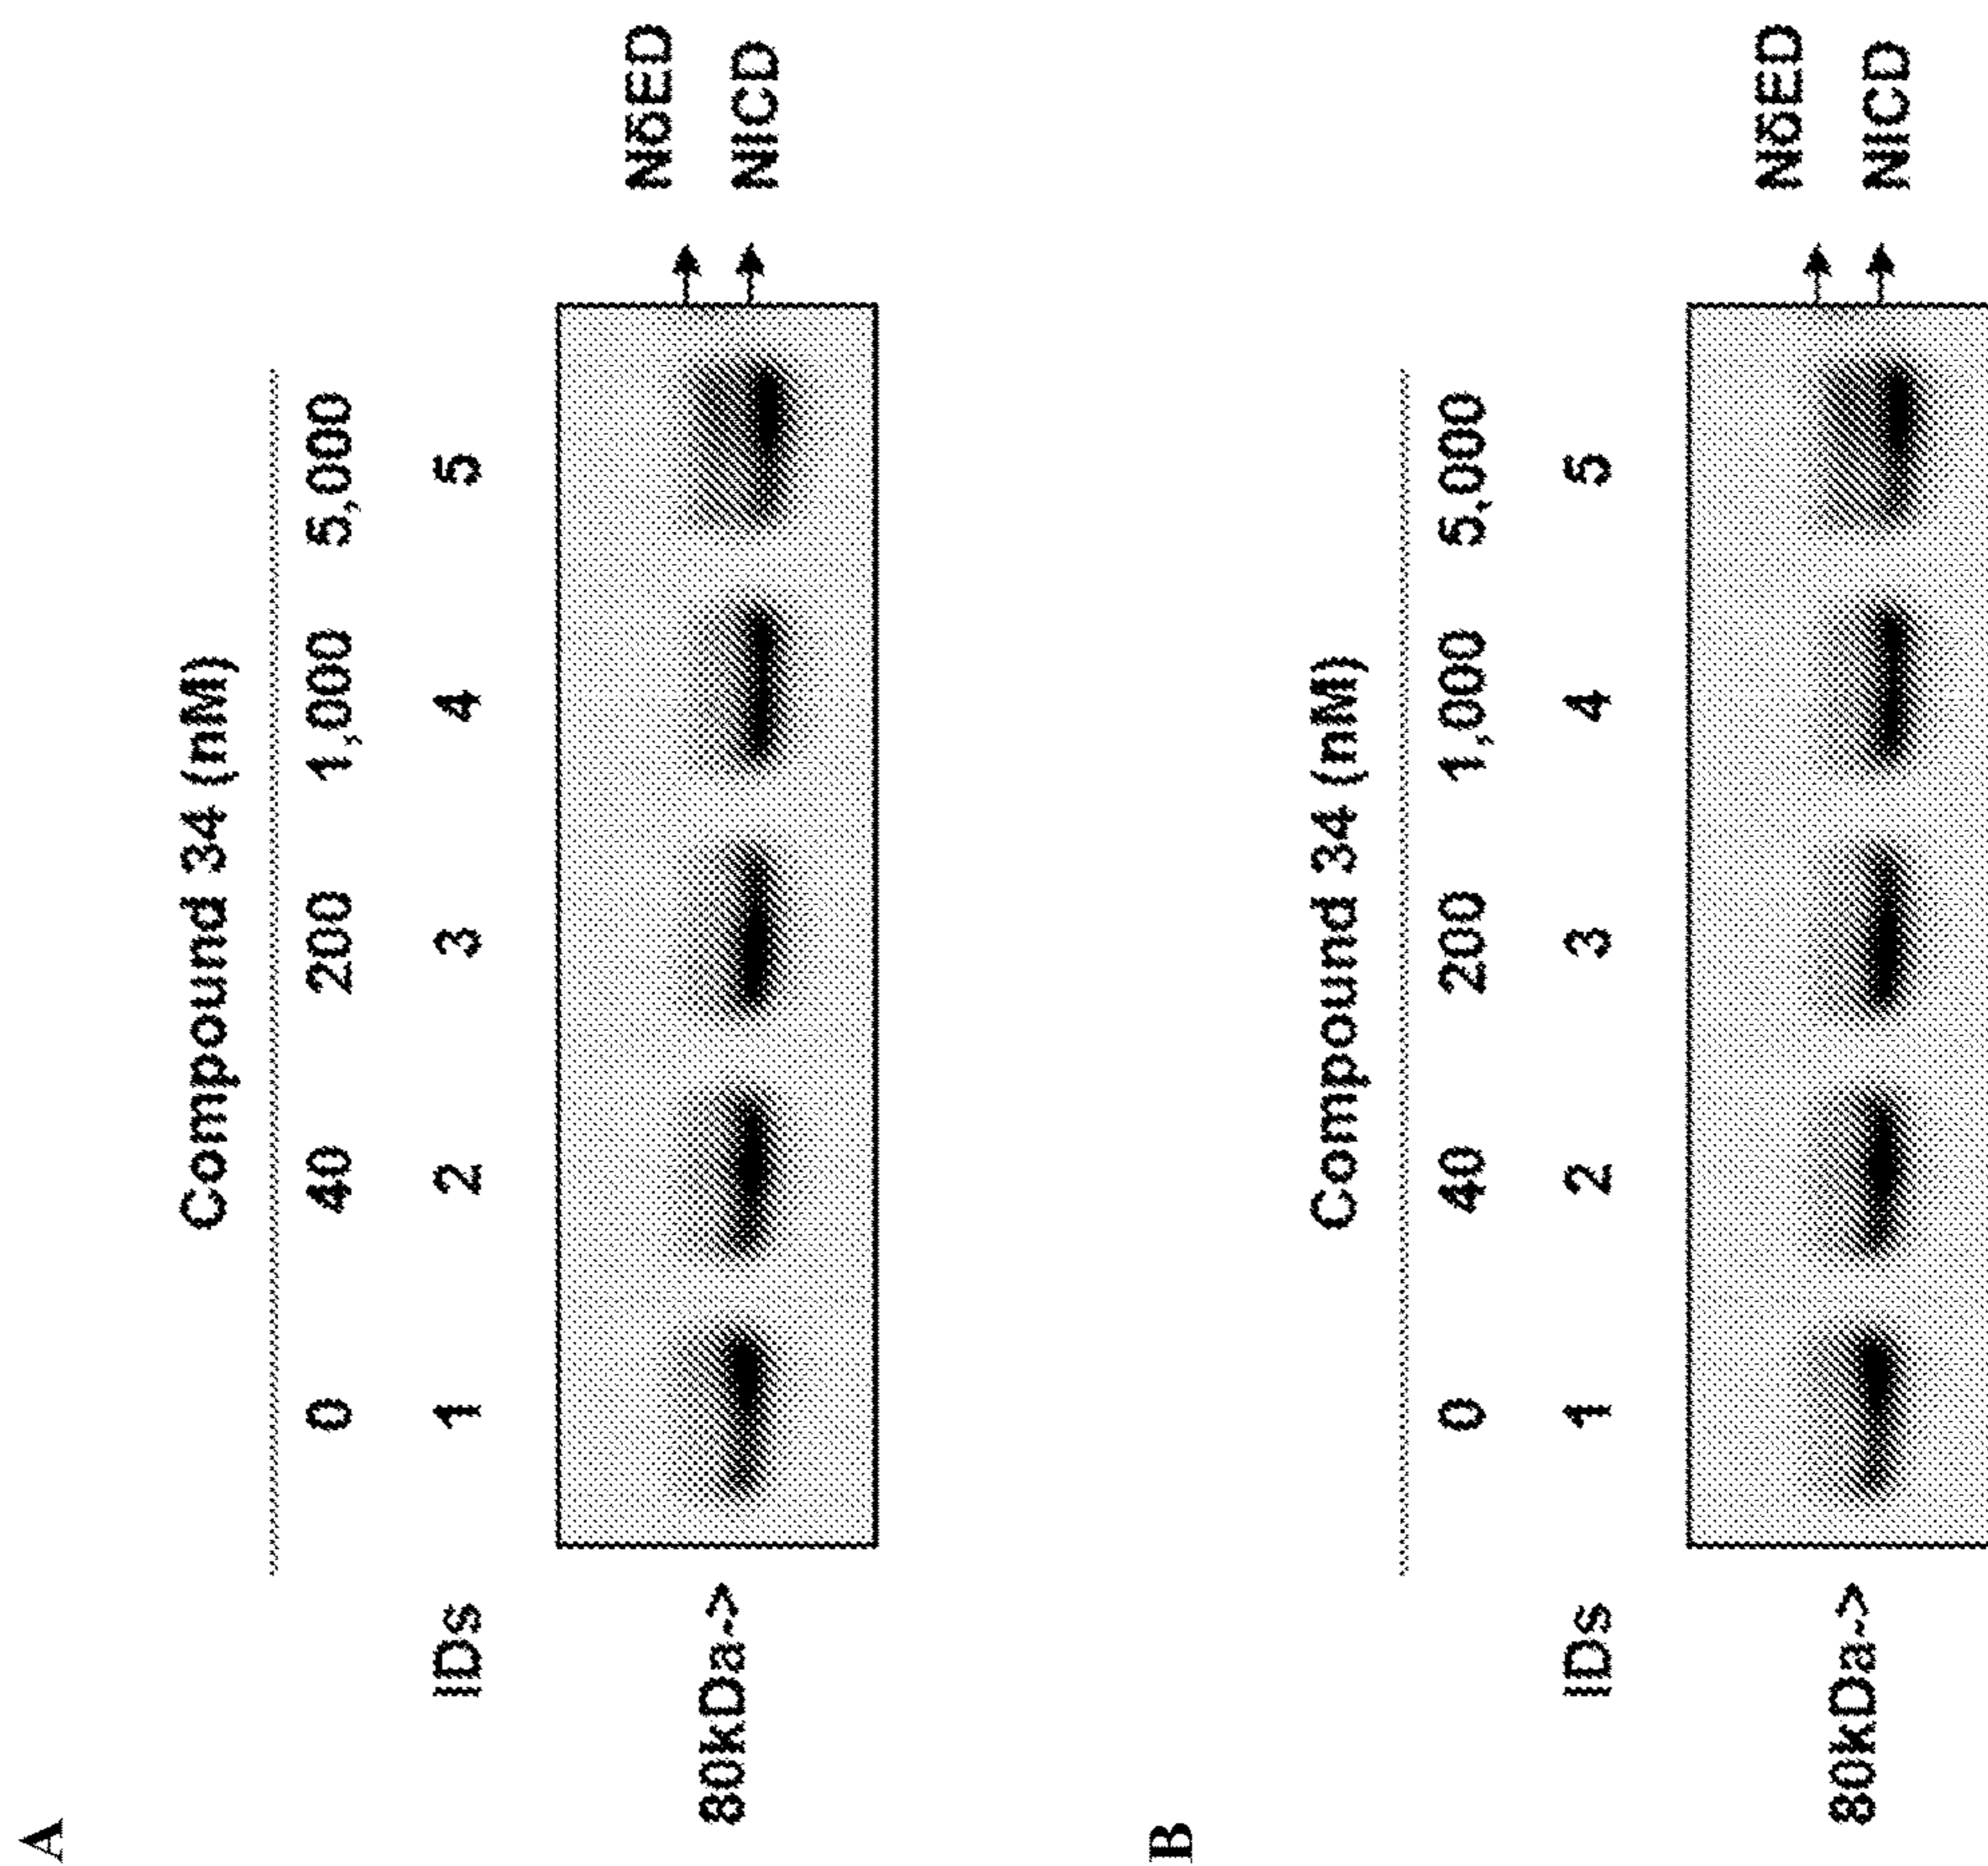 A
Compound 34 (nM)
0 40 200 1,000 5,000
IDs 1 2 3 4 5
80kDa->
NδED
NICD
B
Compound 34 (nM)
0 40 200 1,000 5,000
IDs 1 2 3 4 5
80kDa->
NδED
NICD